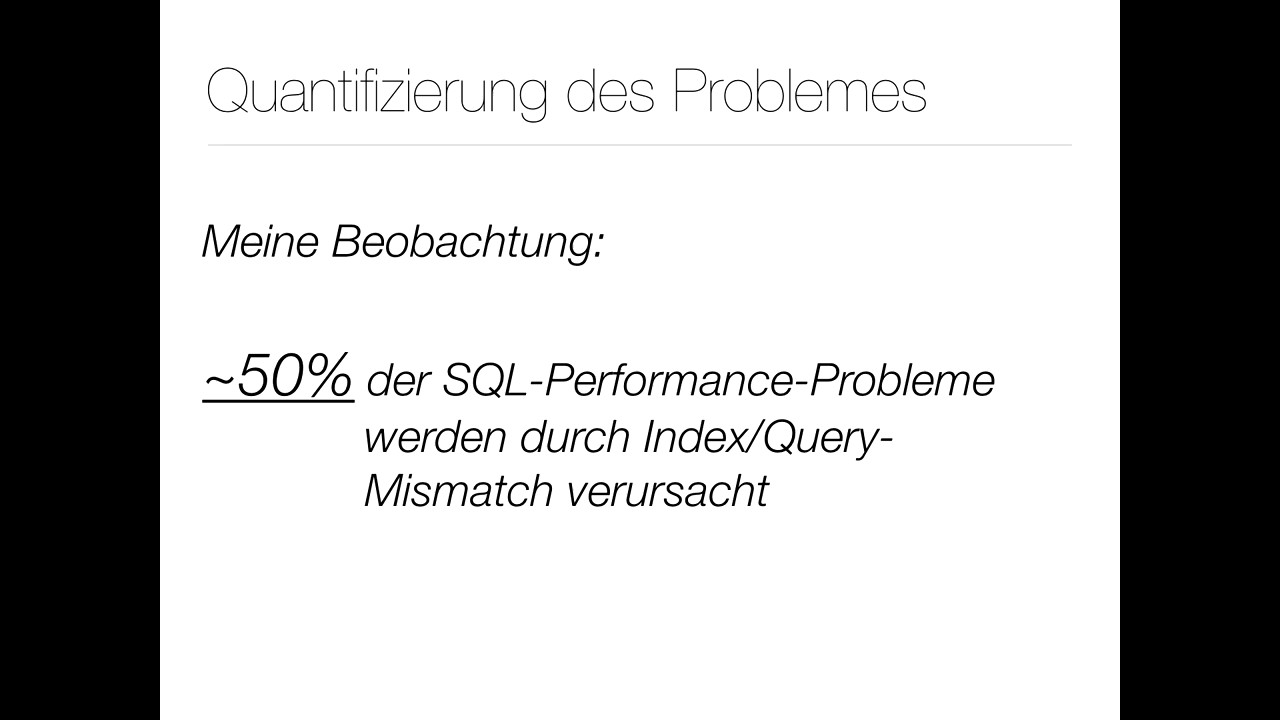 Quantifizierung des Problemes
Meine Beobachtung:
~50% der SQL-Performance-Probleme
werden durch Index/Query-
Mismatch verursacht